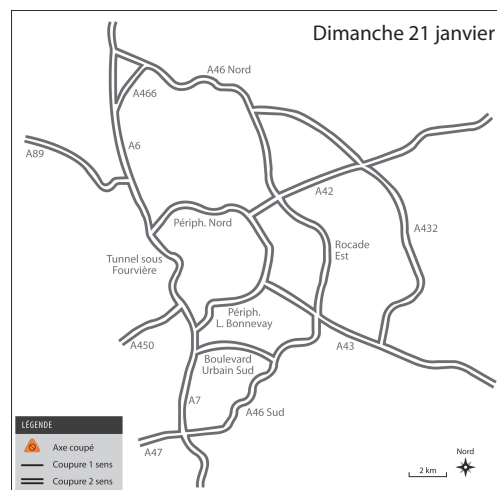 Dimanche 21 janvier
A46 Nord
A466
A6
A89
A42
Périph. Nord
A432
Rocade
Est
Tunnel sous
Fourvière
Périph.
L. Bonnevay
A450
Boulevard
Urbain Sud
A43
A7
A46 Sud
A47
LÉGENDE
Axe coupé
Coupure 1 sens
Coupure 2 sens
Nord
2 km